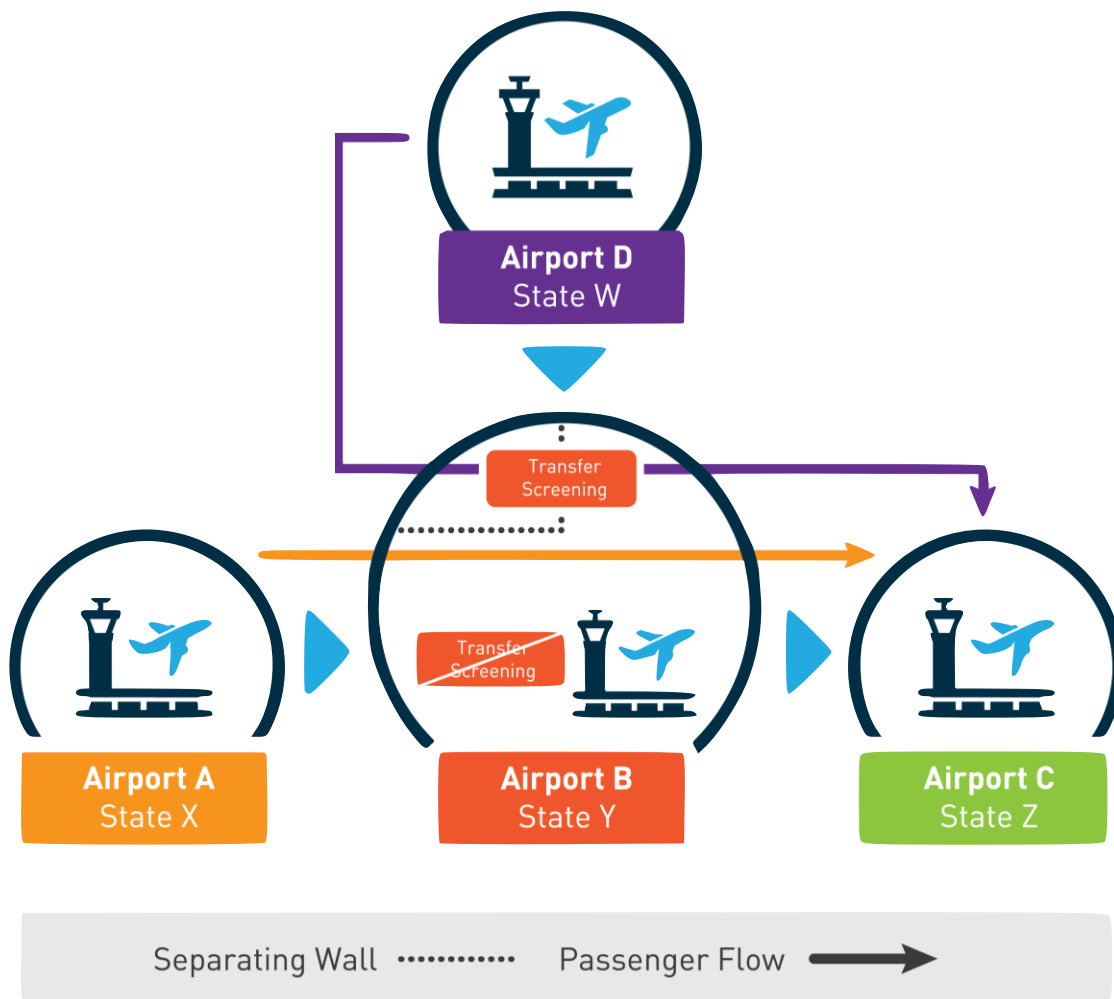 Airport D
State W
Transfer
Screening
Transfer
Screening
Airport A
State X
Airport B
State Y
Airport C
State Z
Separating Wall
Passenger Flow